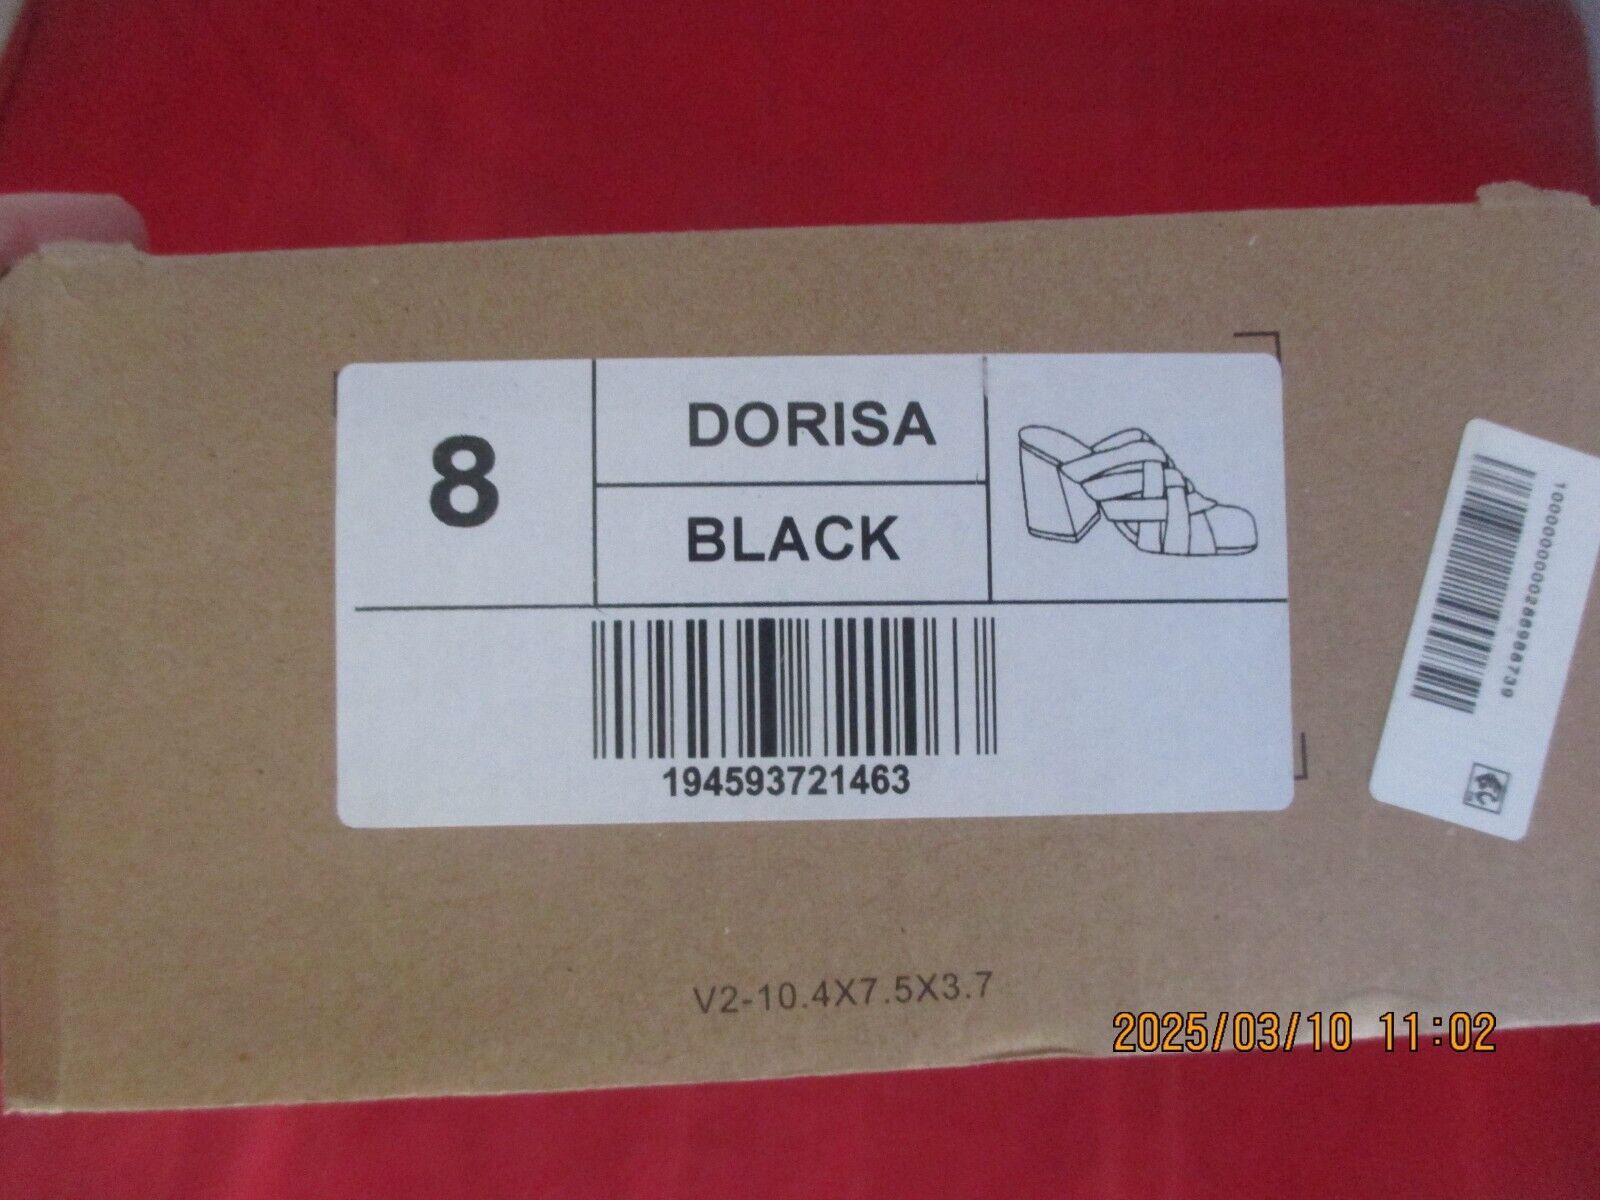 8
DORISA
BLACK
194593721463
V2-10.4X7.5X3.7
2025/03/10 11:02